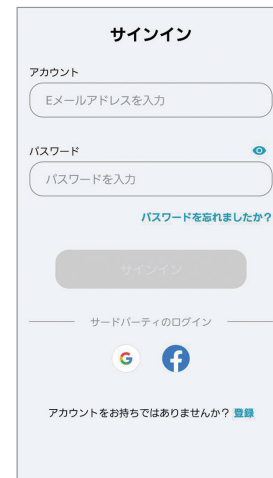 サインイン
アカウント
Eメールアドレスを入力
パスワード
パスワードを入力
パスワードを忘れましたか?
サインイン
サードパーティのログイン
アカウントをお持ちではありませんか? 登録